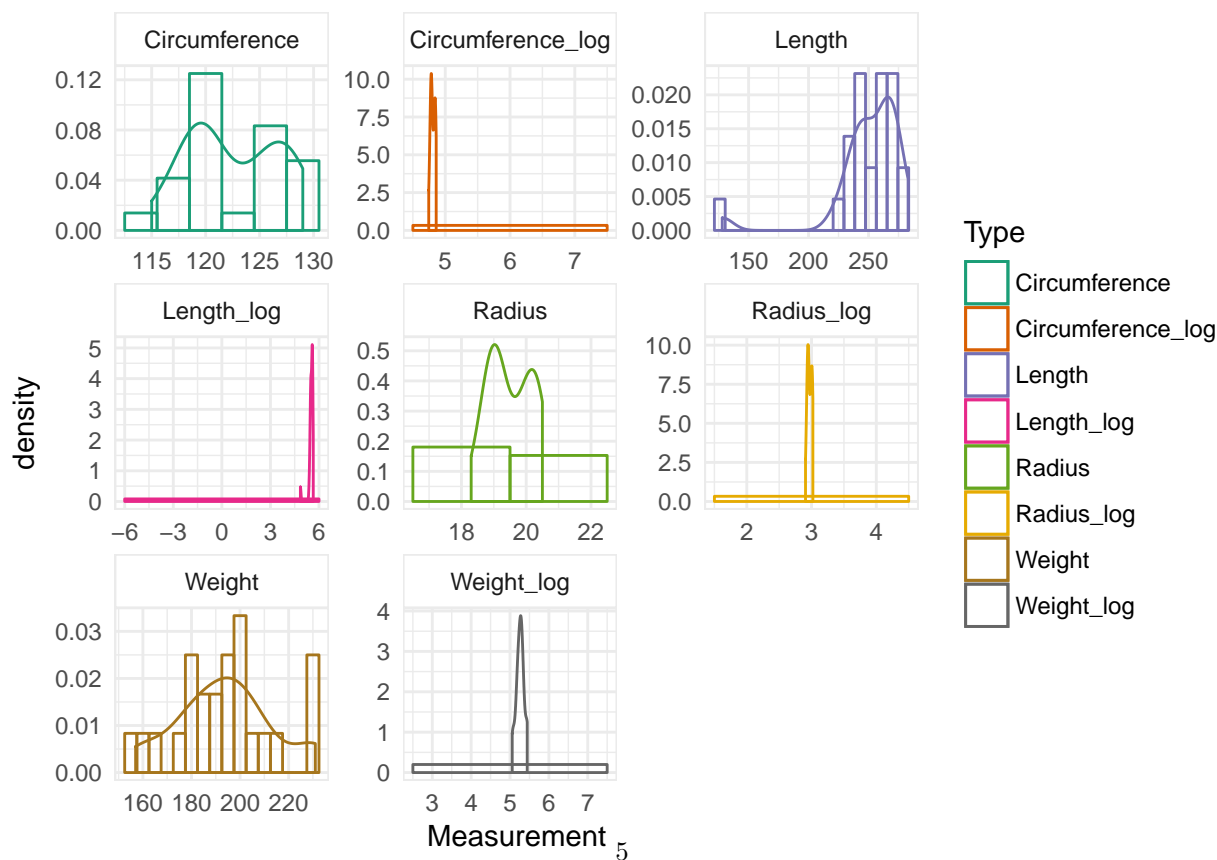 Circumference
Circumference_log
Length
0.12
0.08
0.04
0.00
115 120 125 130
10.0
7.5
5.0
2.5
0.0
5 6 7
0.020
0.015
0.010
0.005
0.000
150 200 250
Length_log
Radius
Radius_log
5
4
3
2
1
0
−6 −3 0 3 6
0.5
0.4
0.3
0.2
0.1
0.0
18 20 22
10.0
7.5
5.0
2.5
0.0
2 3 4
Weight
Weight_log
0.03
0.02
0.01
0.00
160 180 200 220
4
3
2
1
0
3 4 5 6 7
density
Measurement
5
Type
Circumference
Circumference_log
Length
Length_log
Radius
Radius_log
Weight
Weight_log